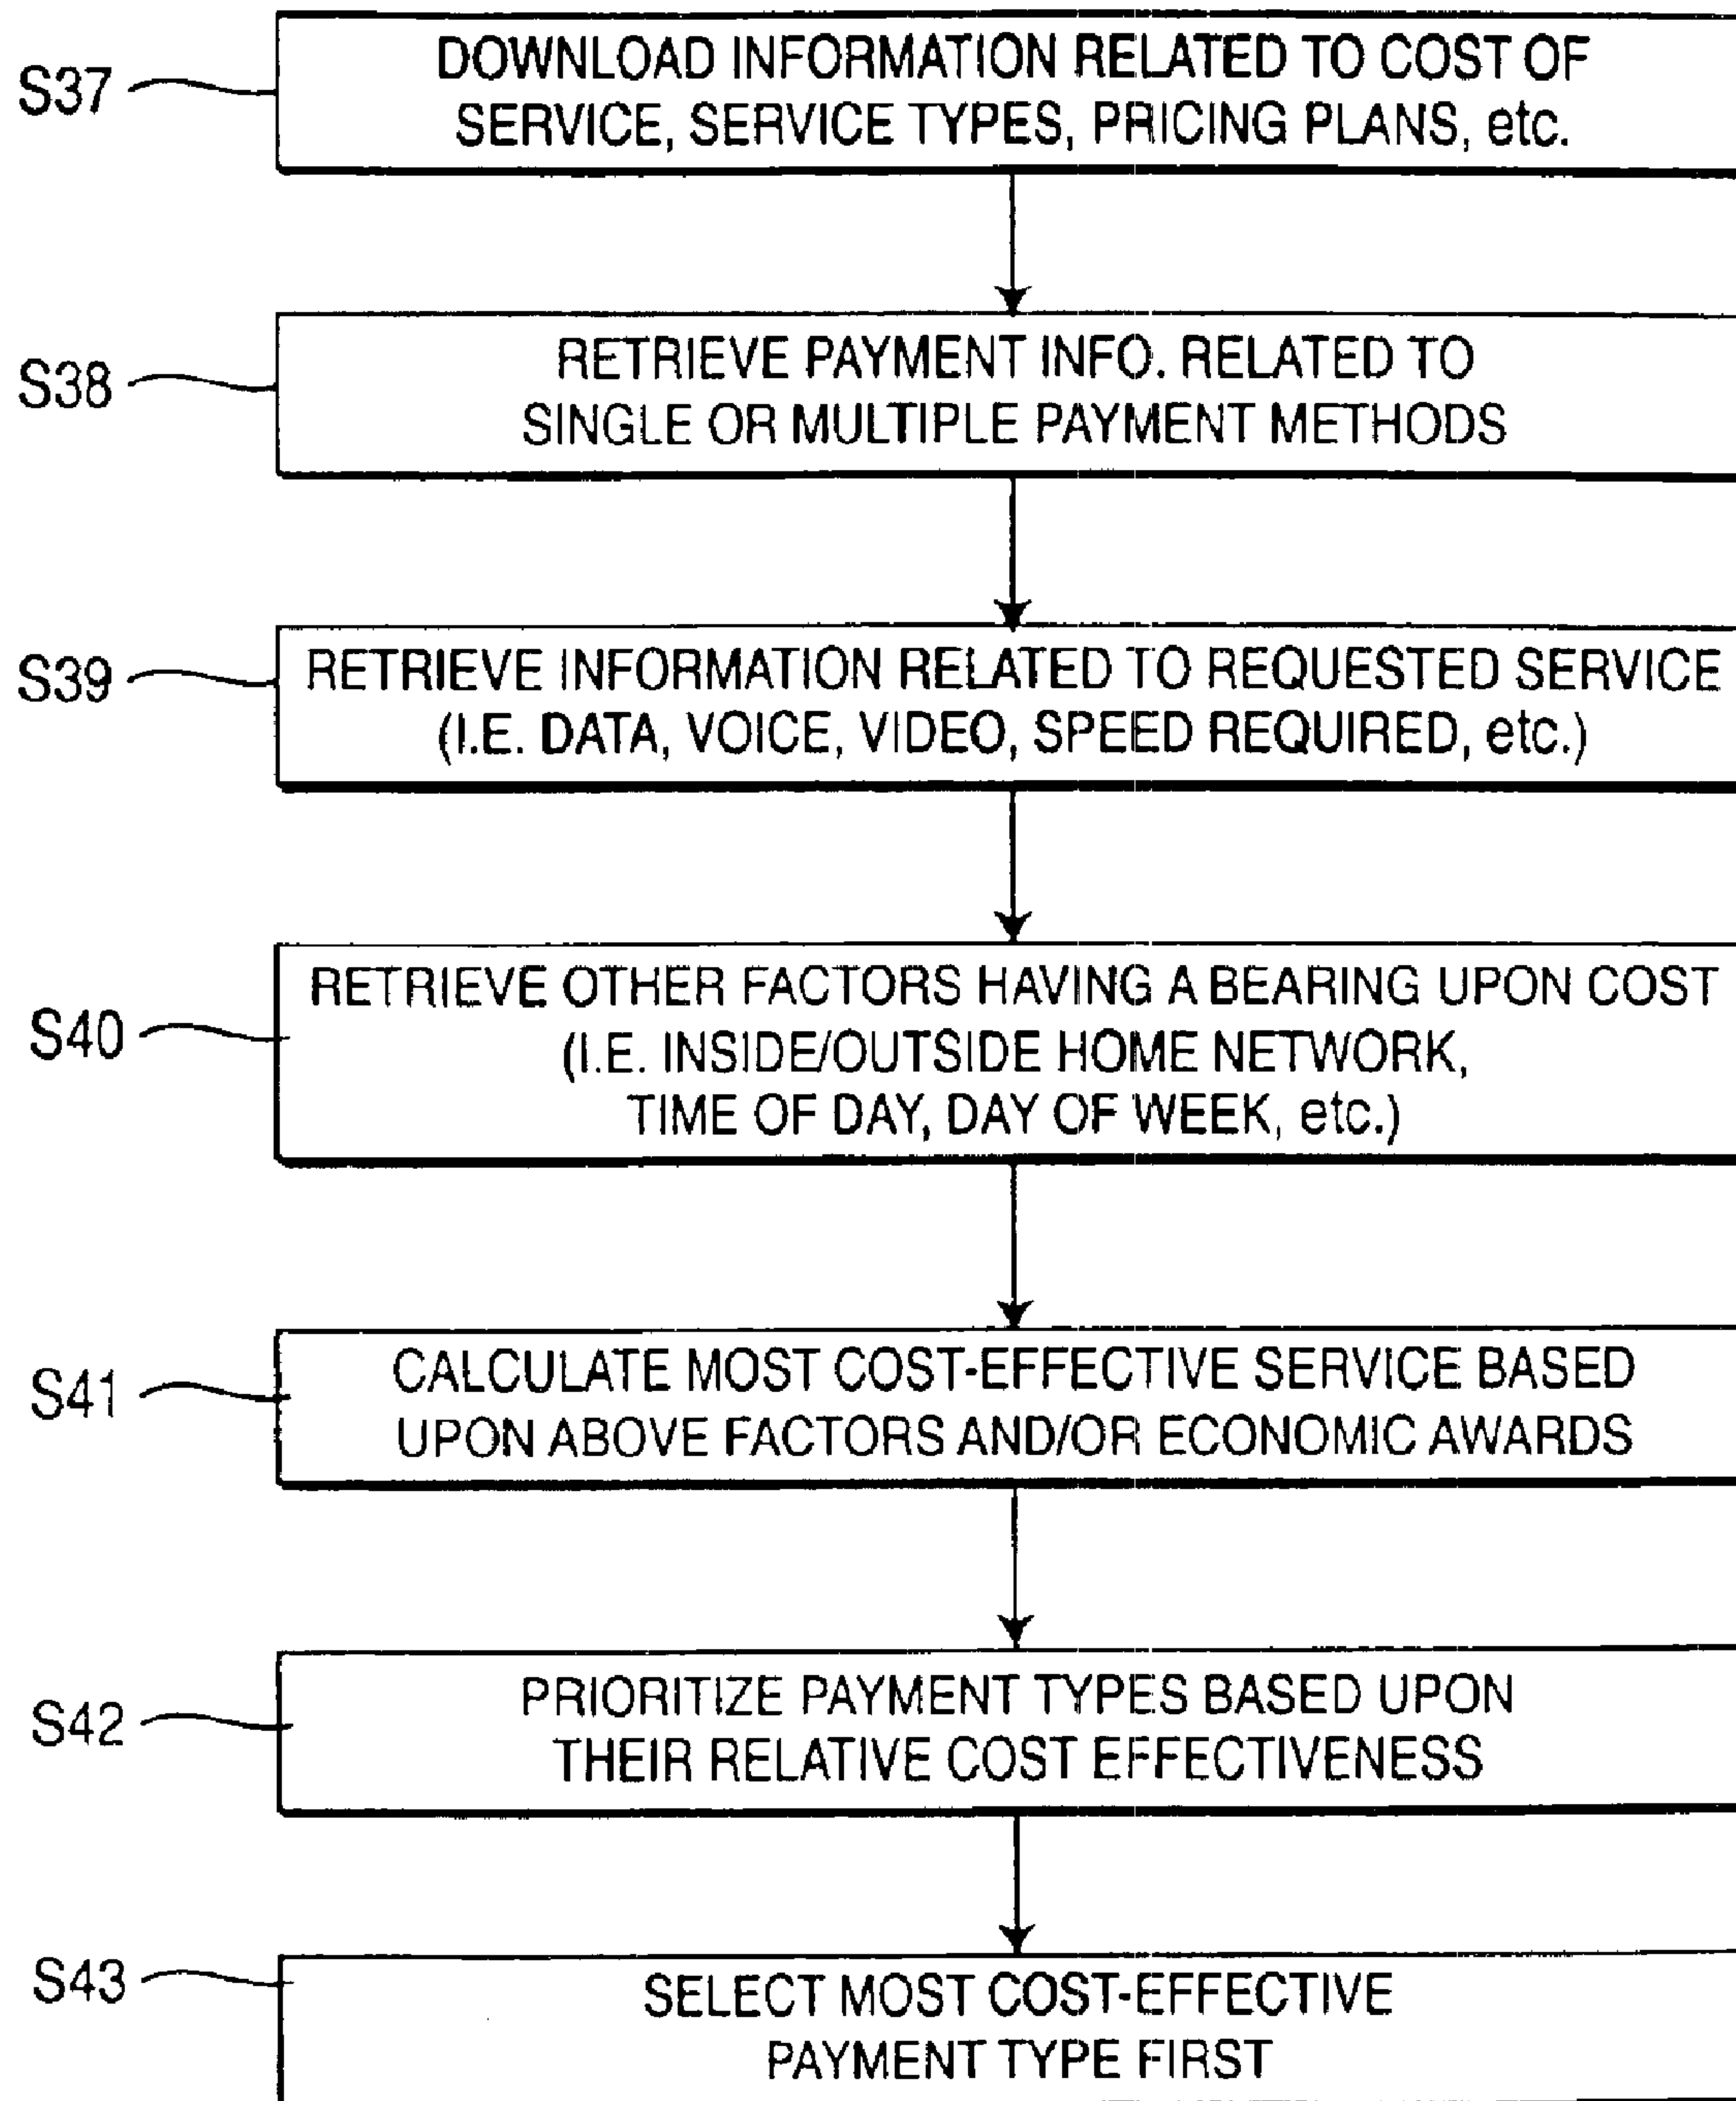 S37
DOWNLOAD INFORMATION RELATED TO COST OF
SERVICE, SERVICE TYPES, PRICING PLANS, etc.
S38
RETRIEVE PAYMENT INFO. RELATED TO
SINGLE OR MULTIPLE PAYMENT METHODS
S39
RETRIEVE INFORMATION RELATED TO REQUESTED SERVICE
(I.E. DATA, VOICE, VIDEO, SPEED REQUIRED, etc.)
S40
RETRIEVE OTHER FACTORS HAVING A BEARING UPON COST
(I.E. INSIDE/OUTSIDE HOME NETWORK,
TIME OF DAY, DAY OF WEEK, etc.)
S41
CALCULATE MOST COST-EFFECTIVE SERVICE BASED
UPON ABOVE FACTORS AND/OR ECONOMIC AWARDS
S42
PRIORITIZE PAYMENT TYPES BASED UPON
THEIR RELATIVE COST EFFECTIVENESS
S43
SELECT MOST COST-EFFECTIVE
PAYMENT TYPE FIRST